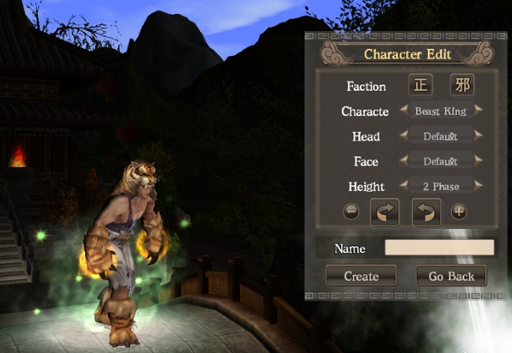 Character Edit
Faction 正 邪
Characte Beast King
Head Default
Face Default
Height 2 Phase
Name
Create Go Back